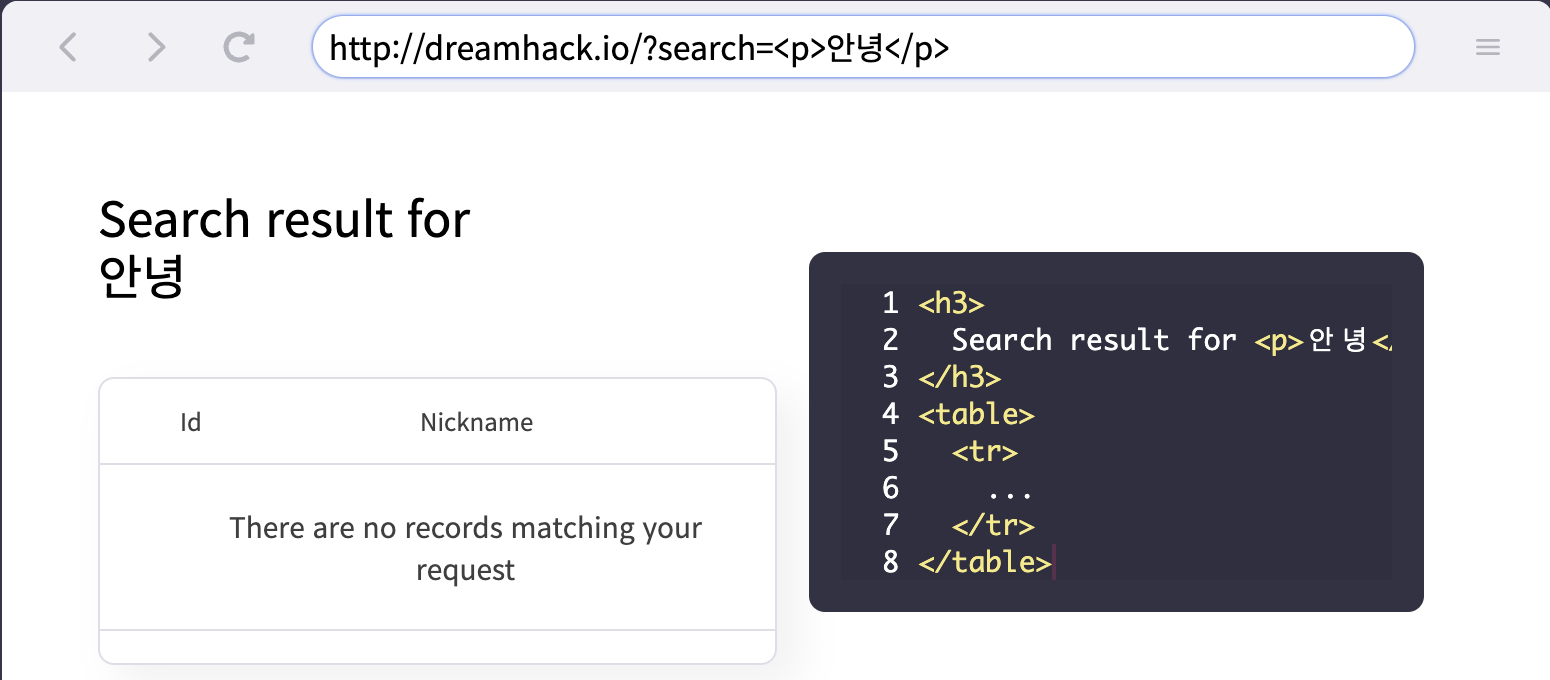 http://dreamhack.io/?search=<p>안녕</p>
Search result for
안녕
Id Nickname
There are no records matching your
request
1 <h3>
2 Search result for <p>안녕</
3 </h3>
4 <table>
5 <tr>
6 ...
7 </tr>
8 </table>